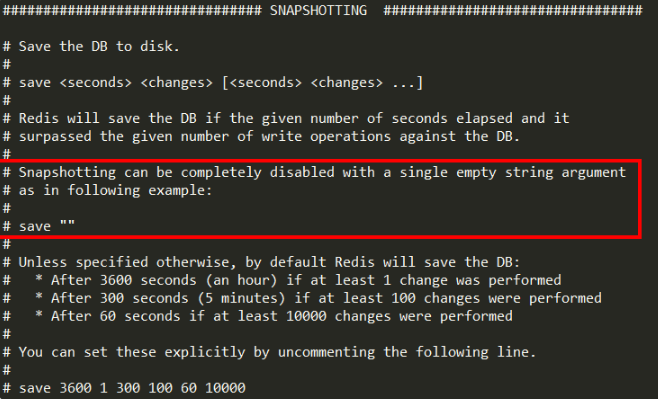 ################################ SNAPSHOTTING  ################################
# Save the DB to disk.
#
# save <seconds> <changes> [<seconds> <changes> ...]
#
# Redis will save the DB if the given number of seconds elapsed and it
# surpassed the given number of write operations against the DB.
#
# Snapshotting can be completely disabled with a single empty string argument
# as in following example:
#
# save ""
#
# Unless specified otherwise, by default Redis will save the DB:
#   * After 3600 seconds (an hour) if at least 1 change was performed
#   * After 300 seconds (5 minutes) if at least 100 changes were performed
#   * After 60 seconds if at least 10000 changes were performed
#
# You can set these explicitly by uncommenting the following line.
#
# save 3600 1 300 100 60 10000